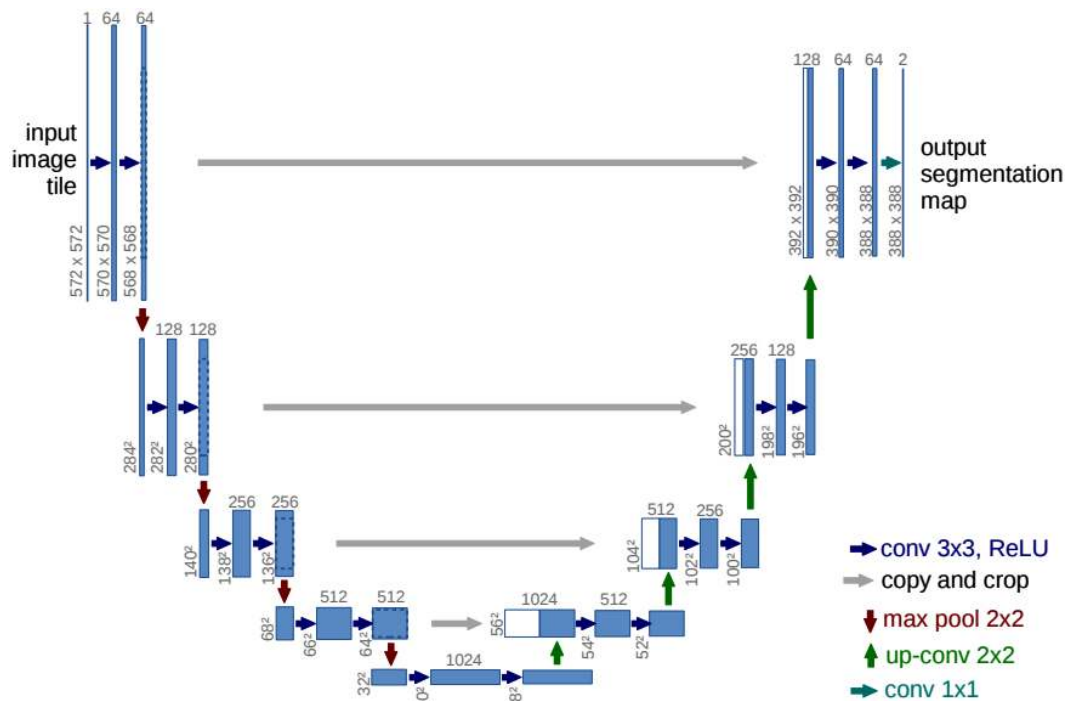 1 64 64
input
image
tile
572 x 572
570 x 570
568 x 568
128 64 64 2
output
segmentation
map
392 x 392
390 x 390
388 x 388
388 x 388
128 128
284²
282²
280²
256 128
200²
198²
196²
256 256
140²
138²
136²
512 256
104²
102²
100²
512 512
68²
66²
64²
1024 512
56²
54²
52²
1024
32²
0²
8²
conv 3x3, ReLU
copy and crop
max pool 2x2
up-conv 2x2
conv 1x1